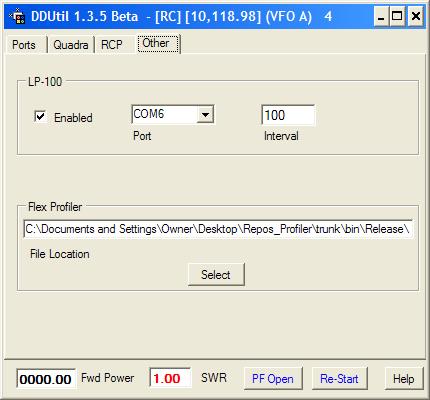 DDUtil 1.3.5 Beta - [RC] [10,118.98] (VFO A) 4
Ports Quadra RCP Other
LP-100
Enabled COM6 100
Port Interval
Flex Profiler
C:\Documents and Settings\Owner\Desktop\Repos_Profiler\trunk\bin\Release\
File Location
Select
0000.00 Fwd Power 1.00 SWR PF Open Re-Start Help